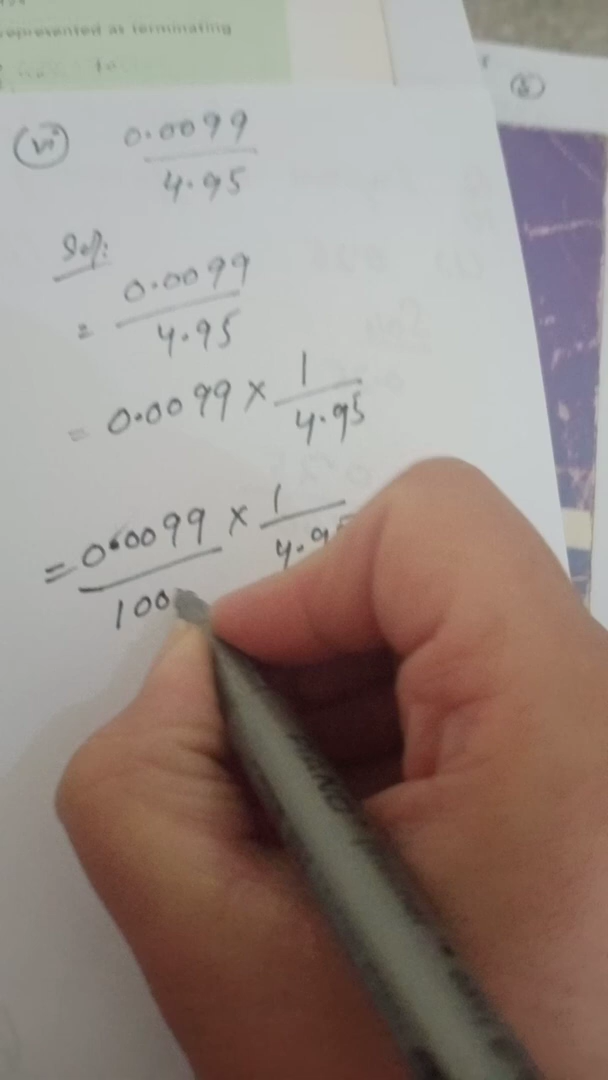 represented as terminating
(vi) 0.0099
4.95
Sol:
= 0.0099
4.95
= 0.0099 × 1
4.95
= 0.0099 × 1
100 4.95